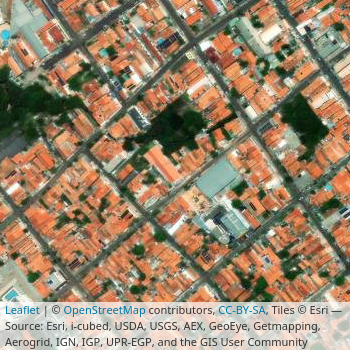 Leaflet | © OpenStreetMap contributors, CC-BY-SA, Tiles © Esri —
Source: Esri, i-cubed, USDA, USGS, AEX, GeoEye, Getmapping,
Aerogrid, IGN, IGP, UPR-EGP, and the GIS User Community